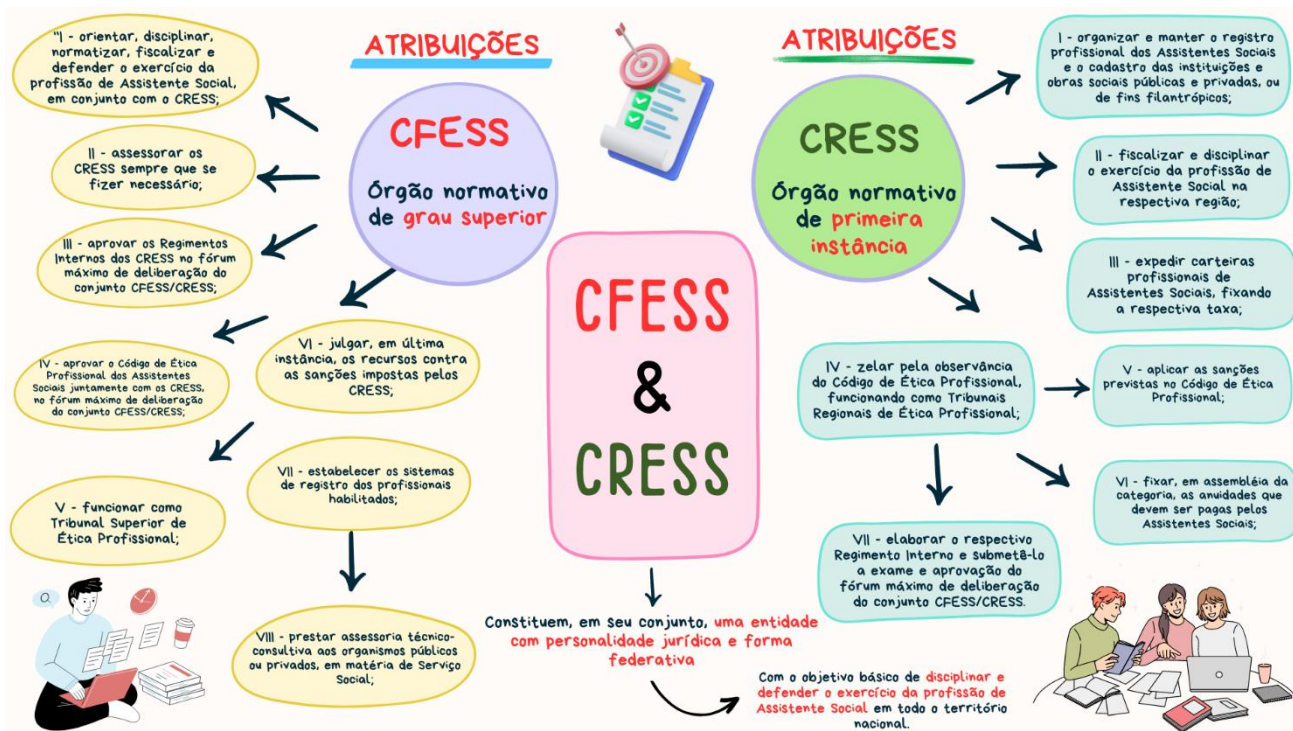 ATRIBUIÇÕES
CFESS
Órgão normativo
de grau superior
"I - orientar, disciplinar,
normatizar, fiscalizar e
defender o exercício da
profissão de Assistente Social,
em conjunto com o CRESS;
II - assessorar os
CRESS sempre que se
fizer necessário;
III - aprovar os Regimentos
Internos dos CRESS no fórum
máximo de deliberação do
conjunto CFESS/CRESS;
IV - aprovar o Código de Ética
Profissional dos Assistentes
Sociais juntamente com os CRESS,
no fórum máximo de deliberação
do conjunto CFESS/CRESS;
V - funcionar como
Tribunal Superior de
Ética Profissional;
VI - julgar, em última
instância, os recursos contra
as sanções impostas pelos
CRESS;
VII - estabelecer os sistemas
de registro dos profissionais
habilitados;
VIII - prestar assessoria técnico-
consultiva aos organismos públicos
ou privados, em matéria de Serviço
Social;
CFESS
&
CRESS
Constituem, em seu conjunto, uma entidade
com personalidade jurídica e forma
federativa
Com o objetivo básico de disciplinar e
defender o exercício da profissão de
Assistente Social em todo o território
nacional.
ATRIBUIÇÕES
CRESS
Órgão normativo
de primeira
instância
I - organizar e manter o registro
profissional dos Assistentes Sociais
e o cadastro das instituições e
obras sociais públicas e privadas, ou
de fins filantrópicos;
II - fiscalizar e disciplinar
o exercício da profissão de
Assistente Social na
respectiva região;
III - expedir carteiras
profissionais de
Assistentes Sociais, fixando
a respectiva taxa;
IV - zelar pela observância
do Código de Ética Profissional,
funcionando como Tribunais
Regionais de Ética Profissional;
V - aplicar as sanções
previstas no Código de Ética
Profissional;
VI - fixar, em assembléia da
categoria, as anuidades que
devem ser pagas pelos
Assistentes Sociais;
VII - elaborar o respectivo
Regimento Interno e submetê-lo
a exame e aprovação do
fórum máximo de deliberação
do conjunto CFESS/CRESS.